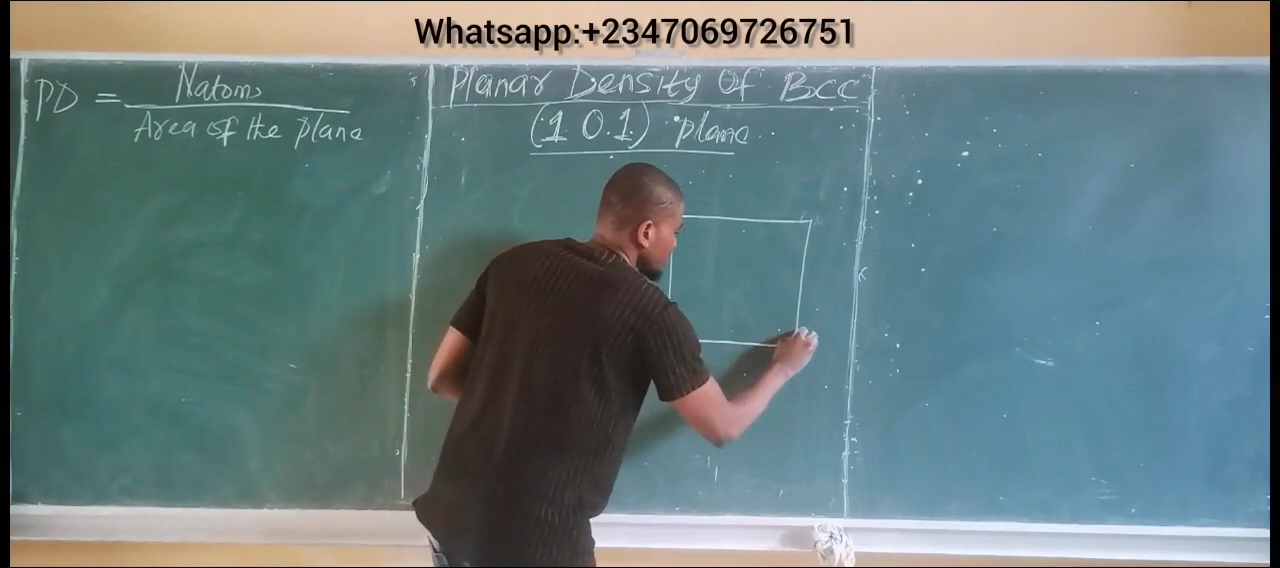 Whatsapp:+2347069726751
PD = Natoms
Area of the plane
Planar Density Of BCC
(1 0.1) plane